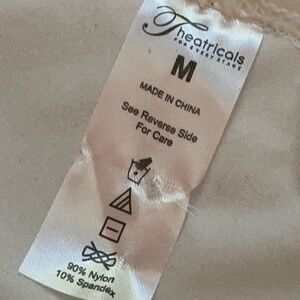 Theatricals
FOR EVERY STAGE
M
MADE IN CHINA
See Reverse Side
For Care
90% Nylon
10% Spandex